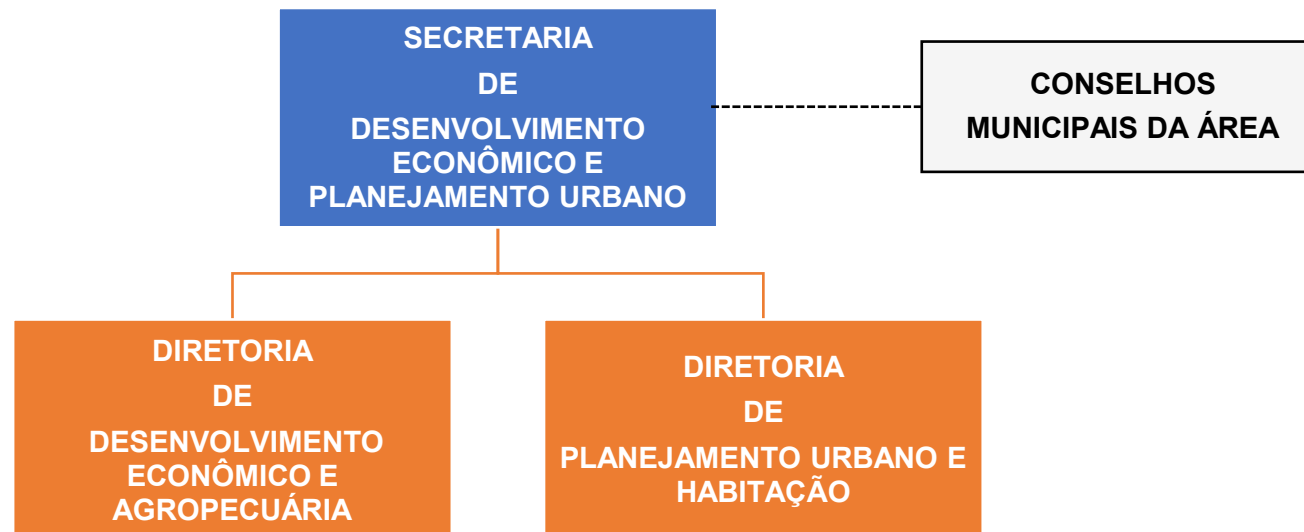 SECRETARIA
DE
DESENVOLVIMENTO
ECONÔMICO E
PLANEJAMENTO URBANO
CONSELHOS
MUNICIPAIS DA ÁREA
DIRETORIA
DE
DESENVOLVIMENTO
ECONÔMICO E
AGROPECUÁRIA
DIRETORIA
DE
PLANEJAMENTO URBANO E
HABITAÇÃO